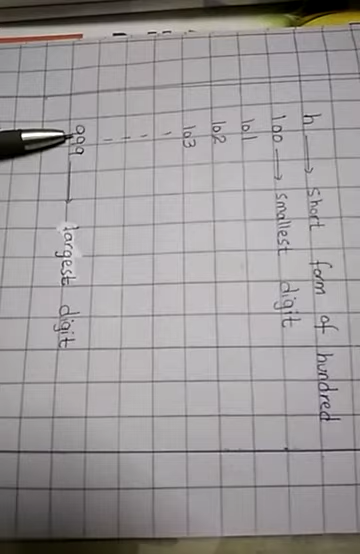 h → short form of hundred
100 → smallest digit
101
102
103
999 → largest digit